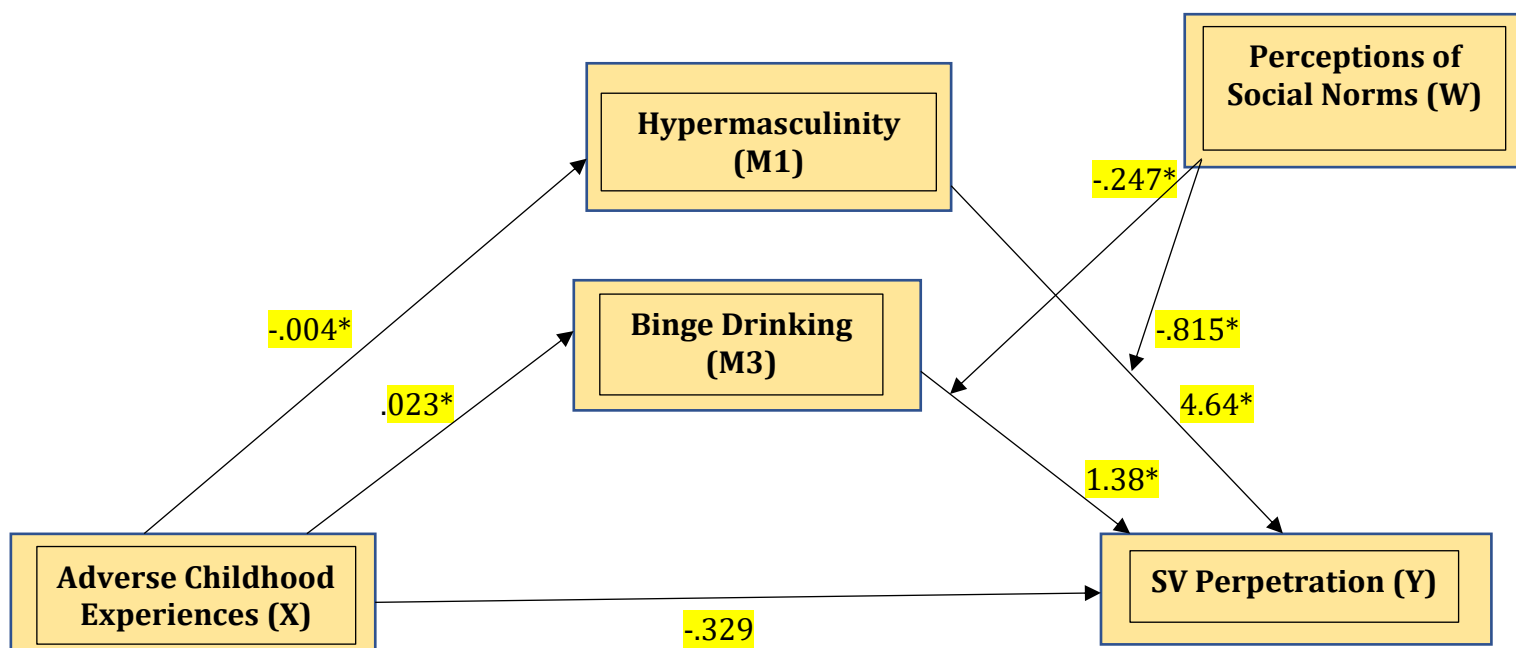 Perceptions of
Social Norms (W)
Hypermasculinity
(M1)
-.247*
-.004*
Binge Drinking
(M3)
-.815*
.023*
4.64*
1.38*
Adverse Childhood
Experiences (X)
SV Perpetration (Y)
-.329